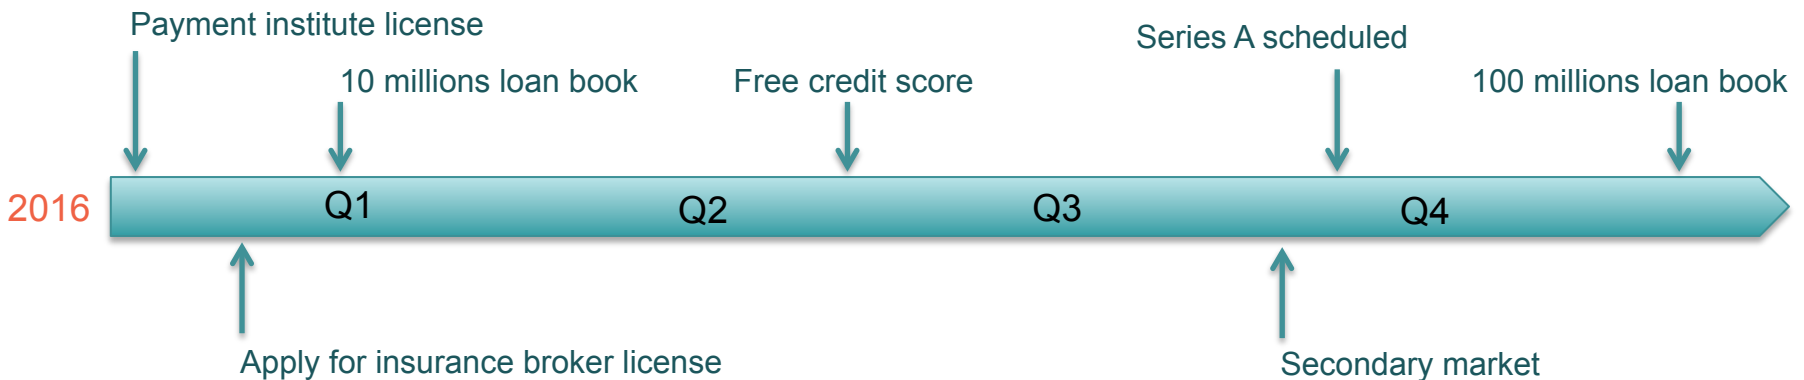 Payment institute license
Series A scheduled
10 millions loan book
Free credit score
100 millions loan book
2016
Q1
Q2
Q3
Q4
Apply for insurance broker license
Secondary market